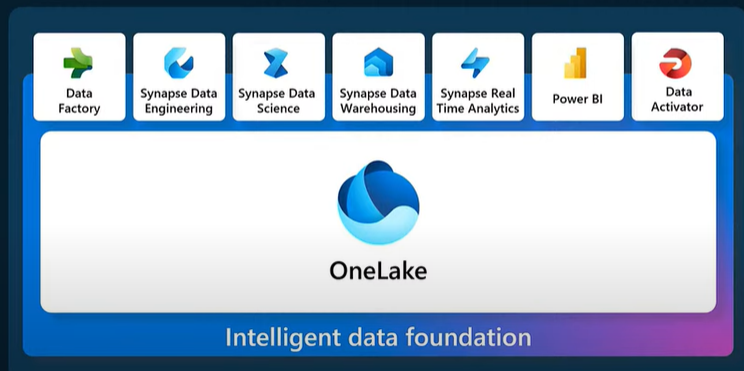 Data
Factory
Synapse Data
Engineering
Synapse Data
Science
Synapse Data
Warehousing
Synapse Real
Time Analytics
Power BI
Data
Activator
OneLake
Intelligent data foundation